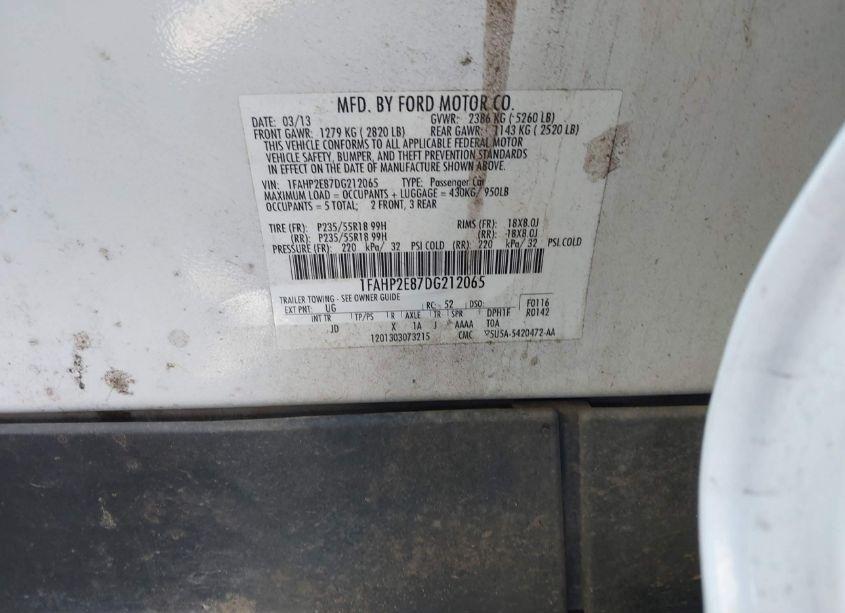 MFD. BY FORD MOTOR CO.
DATE: 03/13 GVWR: 2386 KG ( 5260 LB)
FRONT GAWR: 1279 KG ( 2820 LB) REAR GAWR: 1143 KG ( 2520 LB)
THIS VEHICLE CONFORMS TO ALL APPLICABLE FEDERAL MOTOR
VEHICLE SAFETY, BUMPER, AND THEFT PREVENTION STANDARDS
IN EFFECT ON THE DATE OF MANUFACTURE SHOWN ABOVE.
VIN: 1FAHP2E87DG212065 TYPE: Passenger Car
MAXIMUM LOAD = OCCUPANTS + LUGGAGE = 430KG/ 950LB
OCCUPANTS = 5 TOTAL; 2 FRONT, 3 REAR
TIRE (FR): P235/55R18 99H RIMS (FR): 18X8.0J
(RR): P235/55R18 99H (RR): 18X8.0J
PRESSURE (FR): 220 kPa/ 32 PSI COLD (RR): 220 kPa/ 32 PSI COLD
1FAHP2E87DG212065
TRAILER TOWING - SEE OWNER GUIDE
EXT PNT: UG RC: 52 DSO: F0116
R0142
INT TR TP/PS R AXLE TR SPR DPH1F
JD X 1A J AAAA TOA
1201303073215 CMC 5U5A-5420472-AA